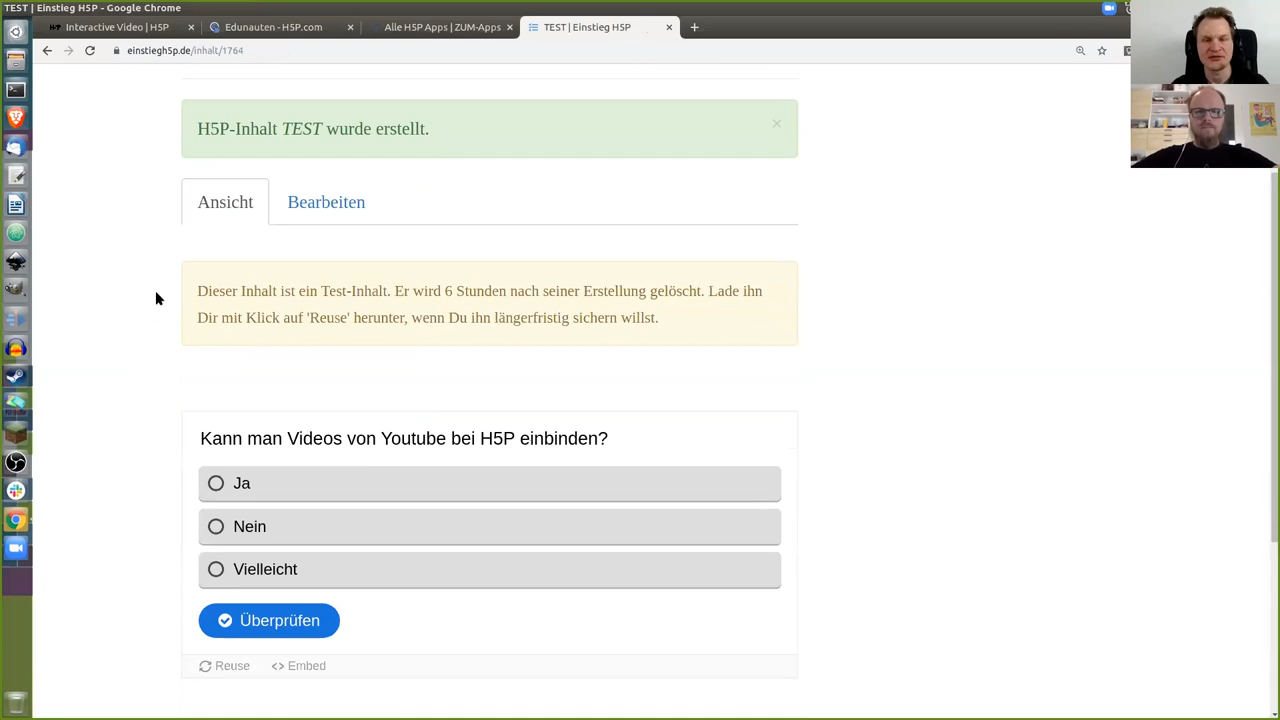 TEST | Einstieg H5P - Google Chrome
Interactive Video | H5P
Edunauten - H5P.com
Alle H5P Apps | ZUM-Apps
TEST | Einstieg H5P
einstiegh5p.de/inhalt/1764
H5P-Inhalt TEST wurde erstellt.
Ansicht
Bearbeiten
Dieser Inhalt ist ein Test-Inhalt. Er wird 6 Stunden nach seiner Erstellung gelöscht. Lade ihn
Dir mit Klick auf 'Reuse' herunter, wenn Du ihn längerfristig sichern willst.
Kann man Videos von Youtube bei H5P einbinden?
Ja
Nein
Vielleicht
Überprüfen
Reuse
Embed